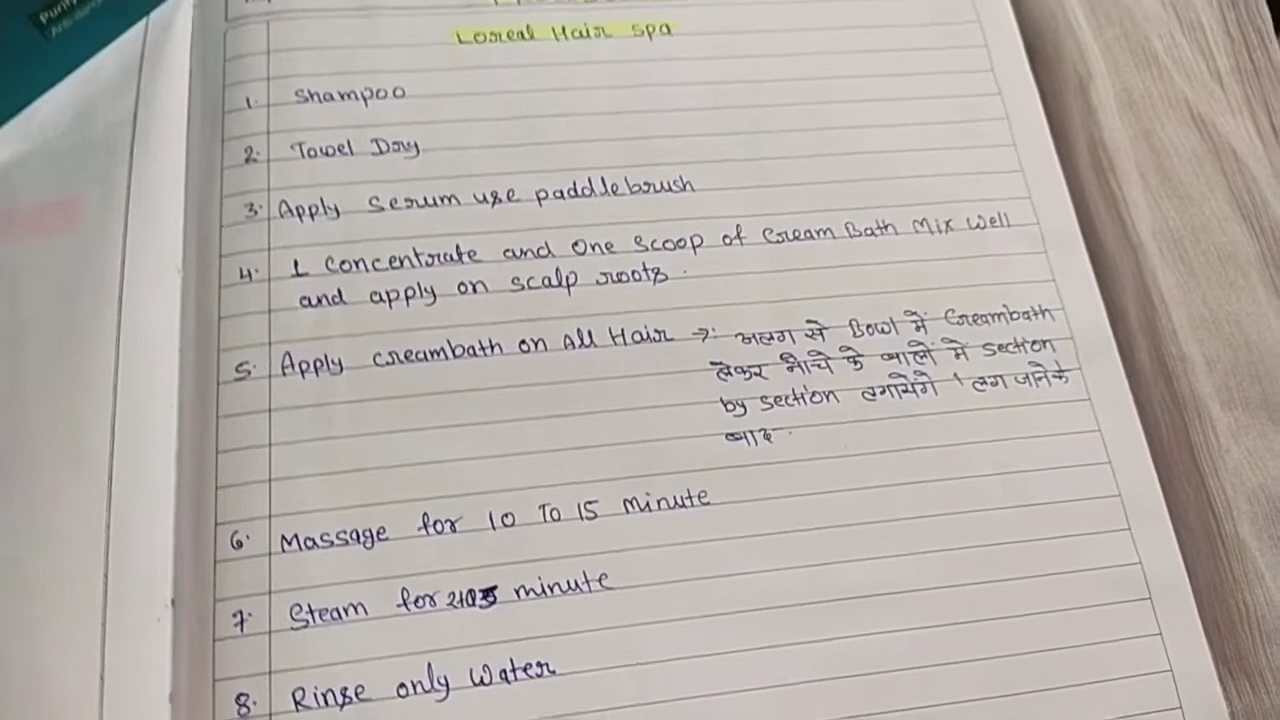 Loreal Hair spa
1. Shampoo
2. Towel Dry
3. Apply Serum use paddlebrush
4. 1 concentrate and One Scoop of Cream Bath Mix well
and apply on scalp roots.
5. Apply creambath on All Hair →: अलग से Bowl में Creambath
लेकर नीचे के बालों में section
by section लगायेंगे । लग जाने के
बाद.
6. Massage for 10 To 15 minute
7. Steam for minute
8. Rinse only Water